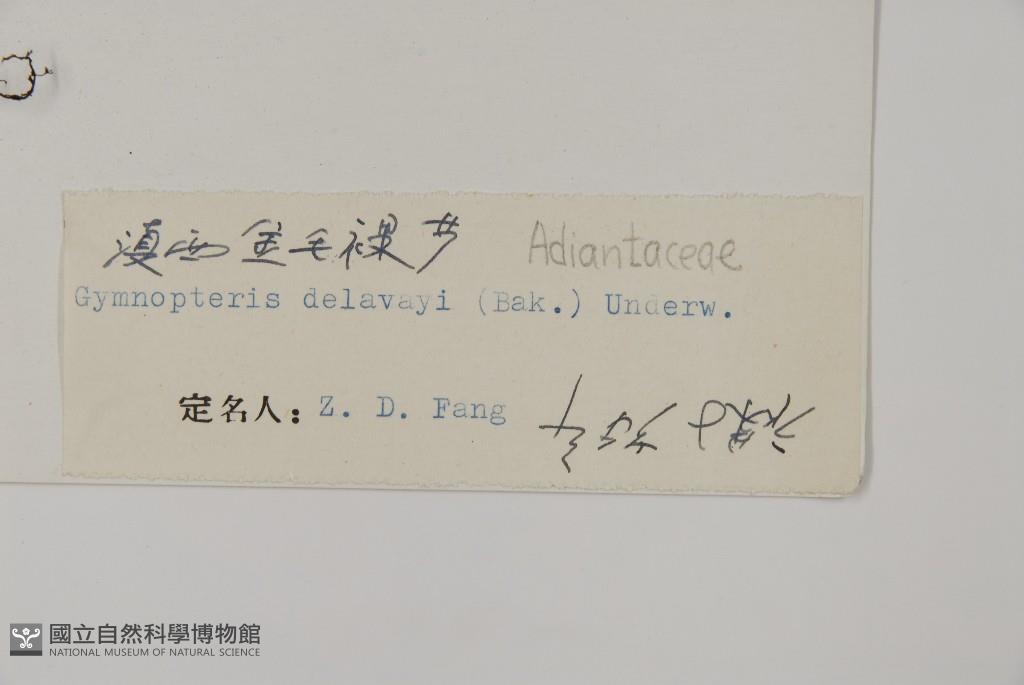 滇西金毛裸蕨 Adiantaceae
Gymnopteris delavayi (Bak.) Underw.
定名人: Z. D. Fang
國立自然科學博物館
NATIONAL MUSEUM OF NATURAL SCIENCE